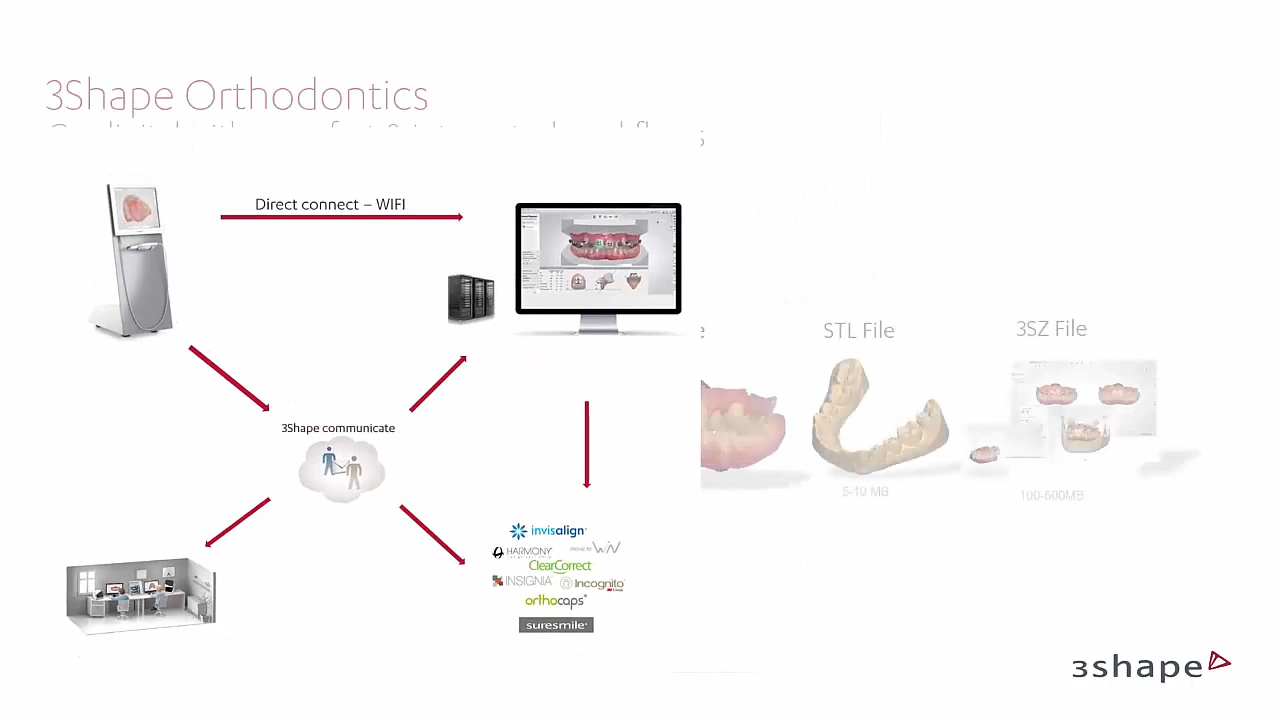 3Shape Orthodontics
Direct connect – WIFI
STL File
3SZ File
3Shape communicate
5-10 MB
100-500MB
invisalign
HARMONY
WIN
ClearCorrect
INSIGNIA
Incognito
orthocaps
suresmile
3shape